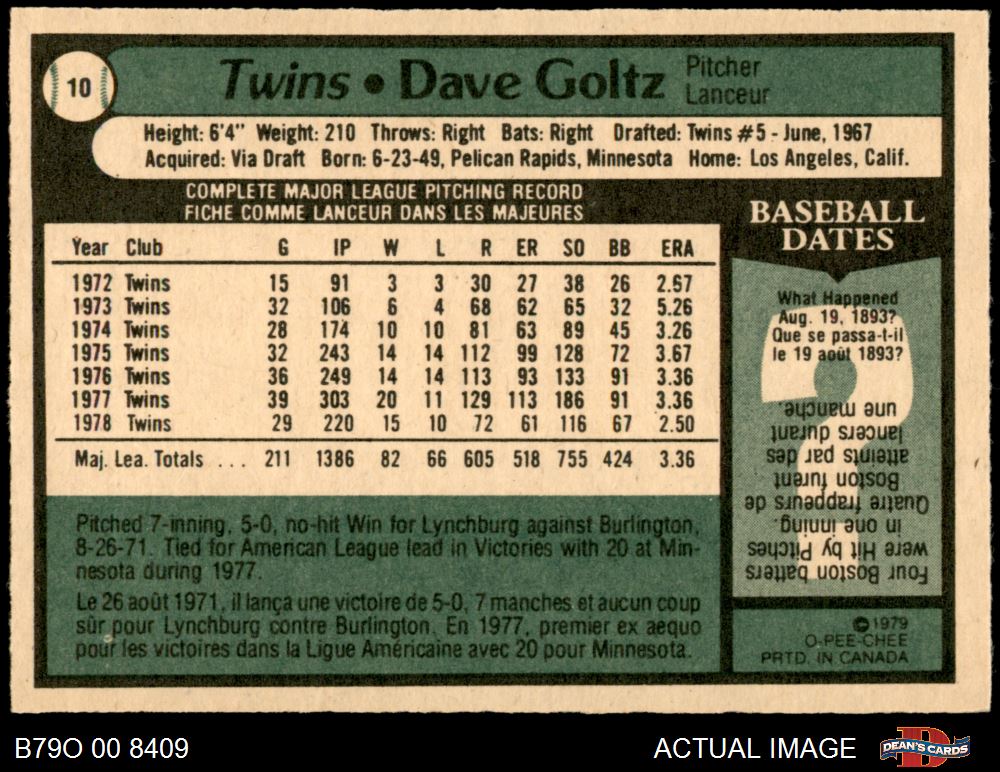 10
Twins • Dave Goltz Pitcher
Lanceur
Height: 6'4" Weight: 210 Throws: Right Bats: Right Drafted: Twins #5 - June, 1967
Acquired: Via Draft Born: 6-23-49, Pelican Rapids, Minnesota Home: Los Angeles, Calif.
COMPLETE MAJOR LEAGUE PITCHING RECORD
FICHE COMME LANCEUR DANS LES MAJEURES
Year Club G IP W L R ER SO BB ERA
1972 Twins 15 91 3 3 30 27 38 26 2.67
1973 Twins 32 106 6 4 68 62 65 32 5.26
1974 Twins 28 174 10 10 81 63 89 45 3.26
1975 Twins 32 243 14 14 112 99 128 72 3.67
1976 Twins 36 249 14 14 113 93 133 91 3.36
1977 Twins 39 303 20 11 129 113 186 91 3.36
1978 Twins 29 220 15 10 72 61 116 67 2.50
Maj. Lea. Totals ... 211 1386 82 66 605 518 755 424 3.36
Pitched 7-inning, 5-0, no-hit Win for Lynchburg against Burlington,
8-26-71. Tied for American League lead in Victories with 20 at Min-
nesota during 1977.
Le 26 août 1971, il lança une victoire de 5-0, 7 manches et aucun coup
sûr pour Lynchburg contre Burlington. En 1977, premier ex aequo
pour les victoires dans la Ligue Américaine avec 20 pour Minnesota.
BASEBALL
DATES
What Happened
Aug. 19, 1893?
Que se passa-t-il
le 19 août 1893?
Four Boston batters
were Hit by Pitches
in one inning.
Quatre frappeurs de
Boston furent
atteints par des
lancers durant
une manche.
©1979
O-PEE-CHEE
PRTD. IN CANADA
B79O 00 8409
ACTUAL IMAGE
DEAN'S CARDS